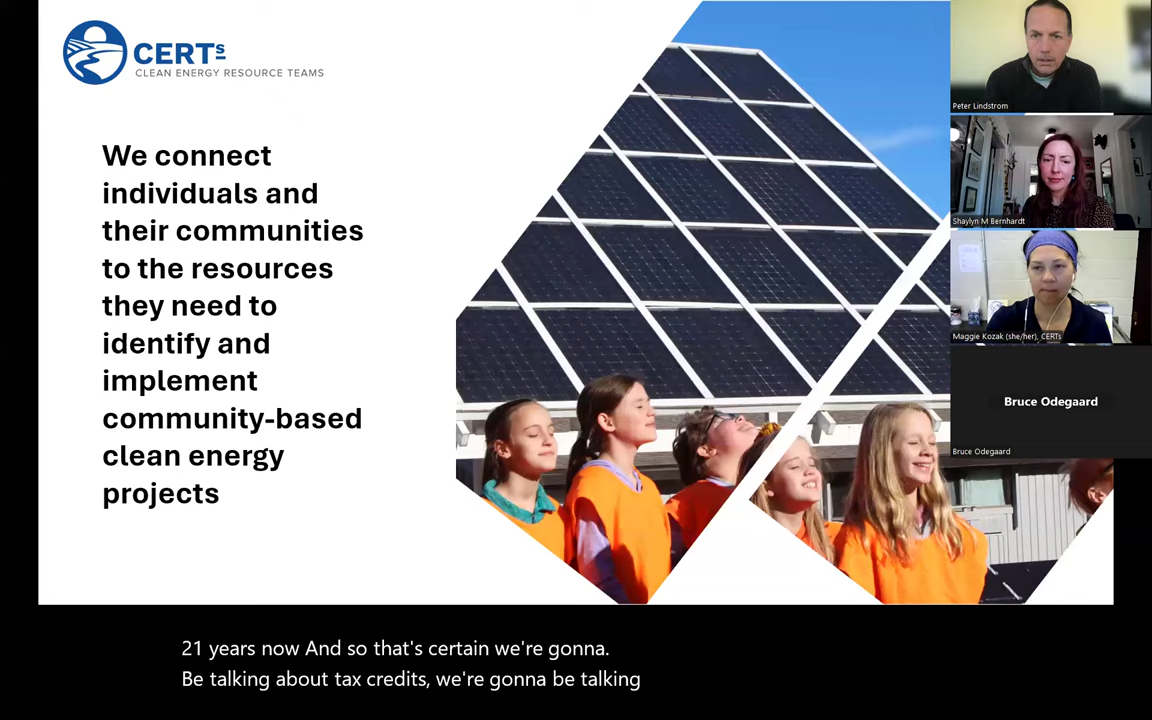 CERTs
CLEAN ENERGY RESOURCE TEAMS
We connect
individuals and
their communities
to the resources
they need to
identify and
implement
community-based
clean energy
projects
Peter Lindstrom
Shaylyn M Bernhardt
Maggie Kozak (she/her), CERTs
Bruce Odegaard
Bruce Odegaard
21 years now And so that's certain we're gonna.
Be talking about tax credits, we're gonna be talking